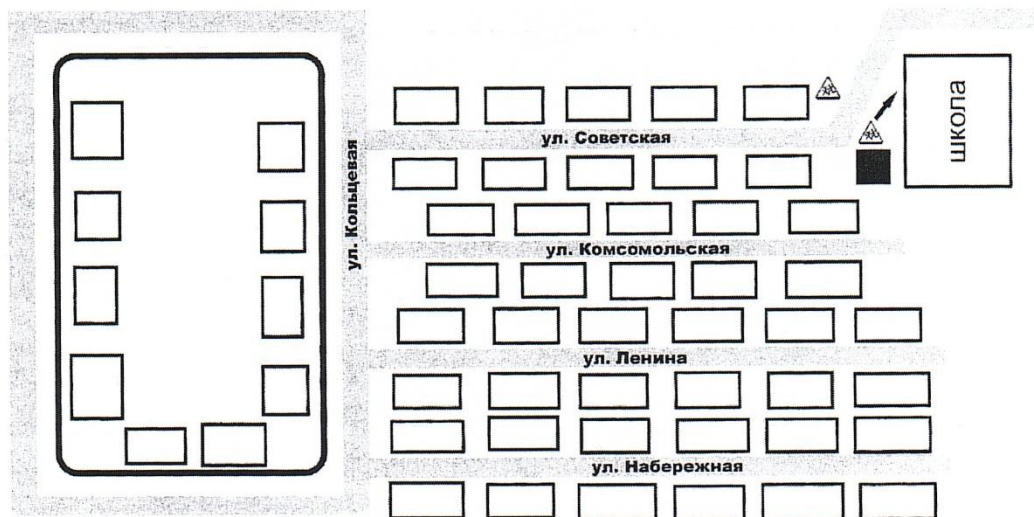 школа
ул. Советская
ул. Кольцевая
ул. Комсомольская
ул. Ленина
ул. Набережная